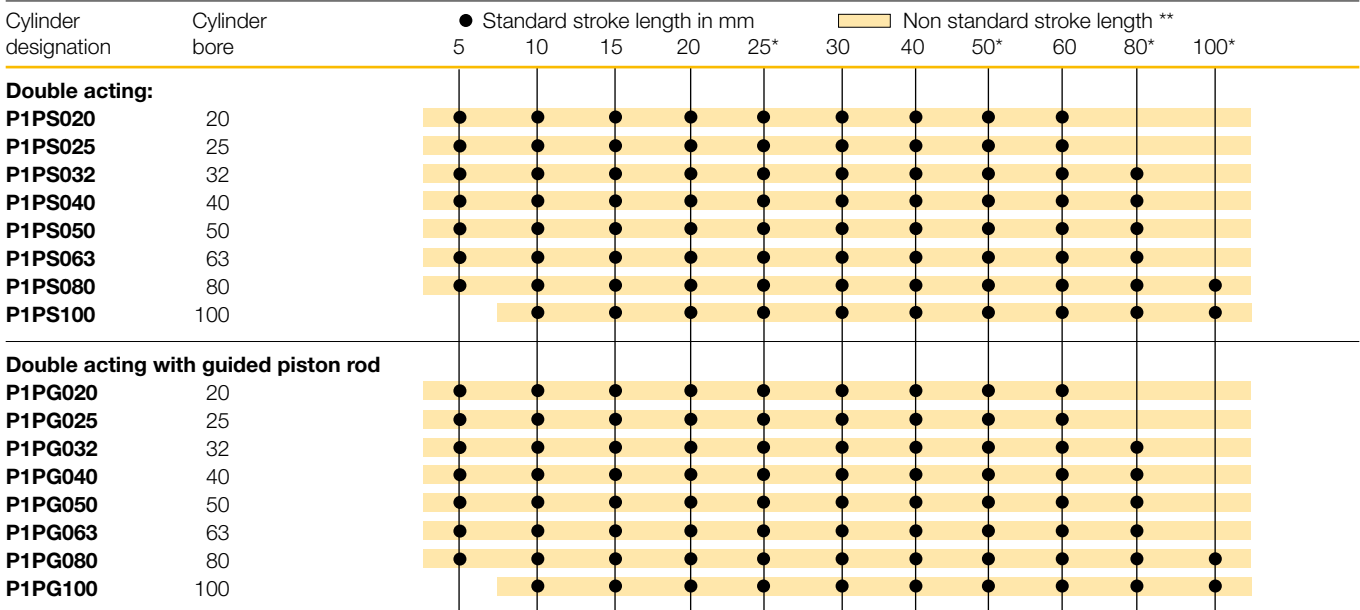 Cylinder Cylinder ● Standard stroke length in mm Non standard stroke length **
designation bore 5 10 15 20 25* 30 40 50* 60 80* 100*
Double acting:
P1PS020 20
P1PS025 25
P1PS032 32
P1PS040 40
P1PS050 50
P1PS063 63
P1PS080 80
P1PS100 100
Double acting with guided piston rod
P1PG020 20
P1PG025 25
P1PG032 32
P1PG040 40
P1PG050 50
P1PG063 63
P1PG080 80
P1PG100 100